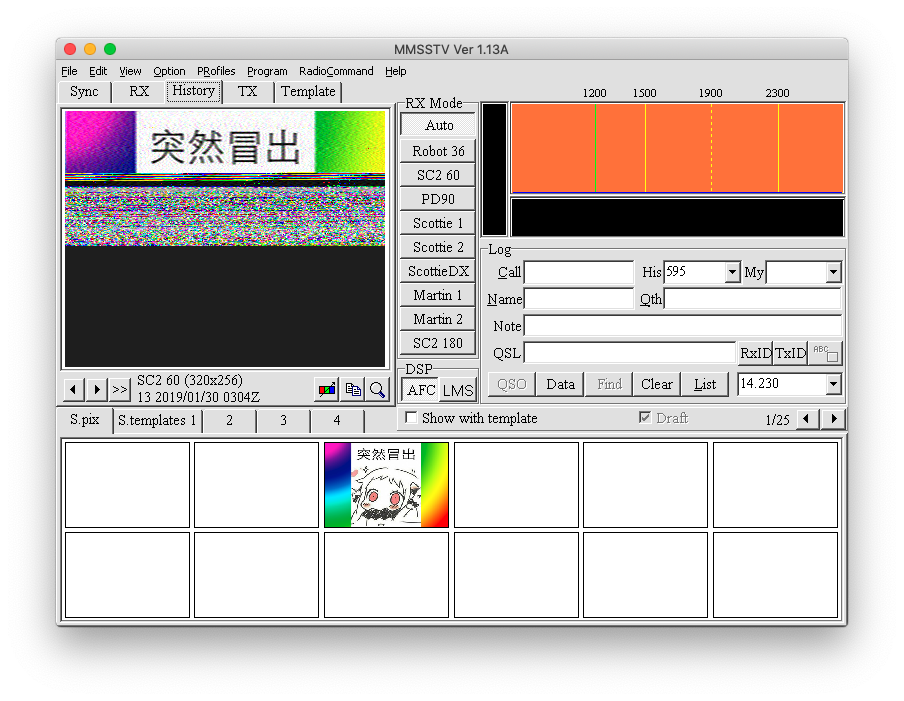 MMSSTV Ver 1.13A
File Edit View Option PRofiles Program RadioCommand Help
Sync RX History TX Template
突然冒出
SC2 60 (320x256)
13 2019/01/30 0304Z
>>
RX Mode
Auto
Robot 36
SC2 60
PD90
Scottie 1
Scottie 2
ScottieDX
Martin 1
Martin 2
SC2 180
DSP
AFC LMS
1200 1500 1900 2300
Log
Call His 595 My
Name Qth
Note
QSL RxID TxID ABC
QSO Data Find Clear List 14.230
S.pix S.templates 1 2 3 4
Show with template Draft 1/25
突然冒出